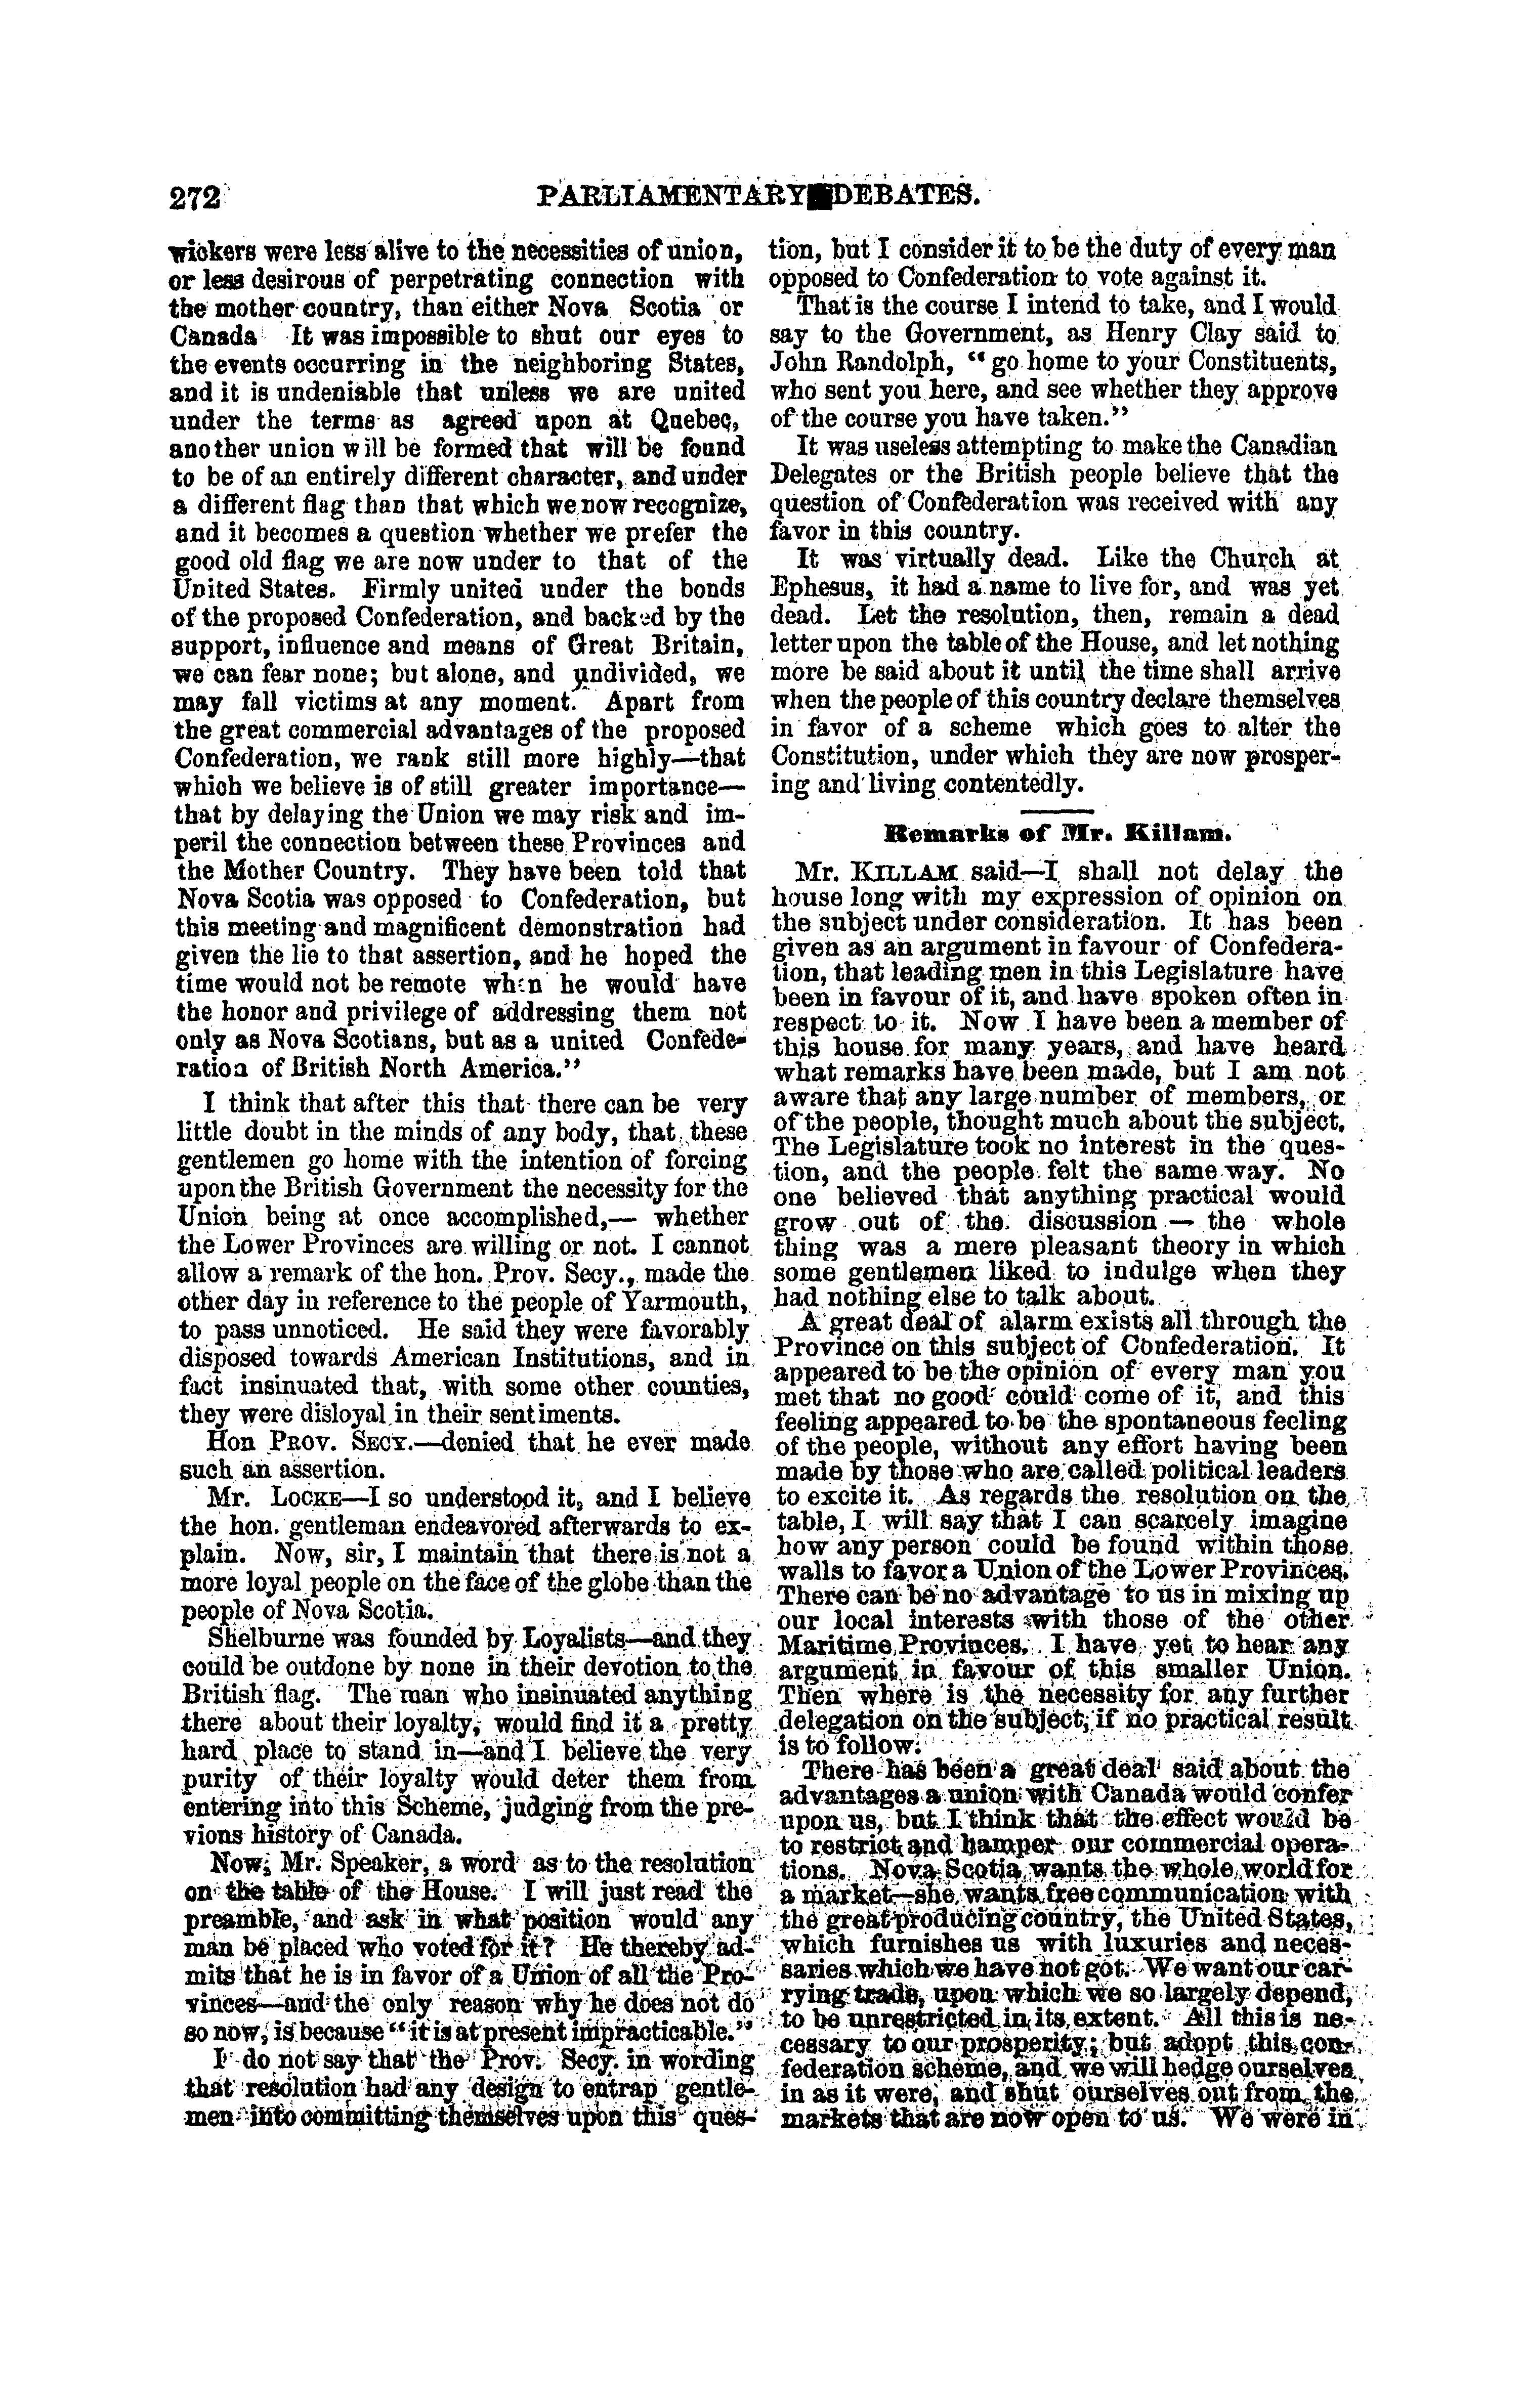 272
PARLIAMENTARY DEBATES.
wickers were less alive to the necessities of union,
or less desirous of perpetrating connection with
the mother country, than either Nova Scotia or
Canada It was impossible to shut our eyes to
the events occurring in the neighboring States,
and it is undeniable that unless we are united
under the terms as agreed upon at Quebec,
another union will be formed that will be found
to be of an entirely different character, and under
a different flag than that which we now recognize,
and it becomes a question whether we prefer the
good old flag we are now under to that of the
United States. Firmly united under the bonds
of the proposed Confederation, and backed by the
support, influence and means of Great Britain,
we can fear none; but alone, and undivided, we
may fall victims at any moment. Apart from
the great commercial advantages of the proposed
Confederation, we rank still more highly—that
which we believe is of still greater importance—
that by delaying the Union we may risk and im-
peril the connection between these Provinces and
the Mother Country. They have been told that
Nova Scotia was opposed to Confederation, but
this meeting and magnificent demonstration had
given the lie to that assertion, and he hoped the
time would not be remote when he would have
the honor and privilege of addressing them not
only as Nova Scotians, but as a united Confede-
ration of British North America."
I think that after this that there can be very
little doubt in the minds of any body, that these
gentlemen go home with the intention of forcing
upon the British Government the necessity for the
Union being at once accomplished,— whether
the Lower Provinces are willing or not. I cannot
allow a remark of the hon. Prov. Secy., made the
other day in reference to the people of Yarmouth,
to pass unnoticed. He said they were favorably
disposed towards American Institutions, and in
fact insinuated that, with some other counties,
they were disloyal in their sentiments.
Hon PROV. SECY.—denied that he ever made
such an assertion.
Mr. LOCKE—I so understood it, and I believe
the hon. gentleman endeavored afterwards to ex-
plain. Now, sir, I maintain that there is not a
more loyal people on the face of the globe than the
people of Nova Scotia.
Shelburne was founded by Loyalists—and they
could be outdone by none in their devotion to the
British flag. The man who insinuated anything
there about their loyalty, would find it a pretty
hard place to stand in—and I believe the very
purity of their loyalty would deter them from
entering into this Scheme, judging from the pre-
vious history of Canada.
Now, Mr. Speaker, a word as to the resolution
on the table of the House. I will just read the
preamble, and ask in what position would any
man be placed who voted for it? He thereby ad-
mits that he is in favor of a Union of all the Pro-
vinces—and the only reason why he does not do
so now, is because "it is at present impracticable."
I do not say that the Prov. Secy. in wording
that resolution had any design to entrap gentle-
men into committing themselves upon this ques-
tion, but I consider it to be the duty of every man
opposed to Confederation to vote against it.
That is the course I intend to take, and I would
say to the Government, as Henry Clay said to
John Randolph, "go home to your Constituents,
who sent you here, and see whether they approve
of the course you have taken."
It was useless attempting to make the Canadian
Delegates or the British people believe that the
question of Confederation was received with any
favor in this country.
It was virtually dead. Like the Church at
Ephesus, it had a name to live for, and was yet
dead. Let the resolution, then, remain a dead
letter upon the table of the House, and let nothing
more be said about it until the time shall arrive
when the people of this country declare themselves
in favor of a scheme which goes to alter the
Constitution, under which they are now prosper-
ing and living contentedly.
Remarks of Mr. Killam.
Mr. KILLAM said—I shall not delay the
house long with my expression of opinion on
the subject under consideration. It has been
given as an argument in favour of Confedera-
tion, that leading men in this Legislature have
been in favour of it, and have spoken often in
respect to it. Now I have been a member of
this house for many years, and have heard
what remarks have been made, but I am not
aware that any large number of members, or
of the people, thought much about the subject.
The Legislature took no interest in the ques-
tion, and the people felt the same way. No
one believed that anything practical would
grow out of the discussion — the whole
thing was a mere pleasant theory in which
some gentlemen liked to indulge when they
had nothing else to talk about.
A great deal of alarm exists all through the
Province on this subject of Confederation. It
appeared to be the opinion of every man you
met that no good could come of it, and this
feeling appeared to be the spontaneous feeling
of the people, without any effort having been
made by those who are called political leaders
to excite it. As regards the resolution on the
table, I will say that I can scarcely imagine
how any person could be found within those
walls to favor a Union of the Lower Provinces.
There can be no advantage to us in mixing up
our local interests with those of the other
Maritime Provinces. I have yet to hear any
argument in favour of this smaller Union.
Then where is the necessity for any further
delegation on the subject, if no practical result
is to follow.
There has been a great deal said about the
advantages a union with Canada would confer
upon us, but I think that the effect would be
to restrict and hamper our commercial opera-
tions. Nova Scotia wants the whole world for
a market—she wants free communication with
the great producing country, the United States,
which furnishes us with luxuries and neces-
saries which we have not got. We want our car-
rying trade, upon which we so largely depend,
to be unrestricted in its extent. All this is ne-
cessary to our prosperity; but adopt this con-
federation scheme, and we will hedge ourselves
in as it were, and shut ourselves out from the
markets that are now open to us. We were in